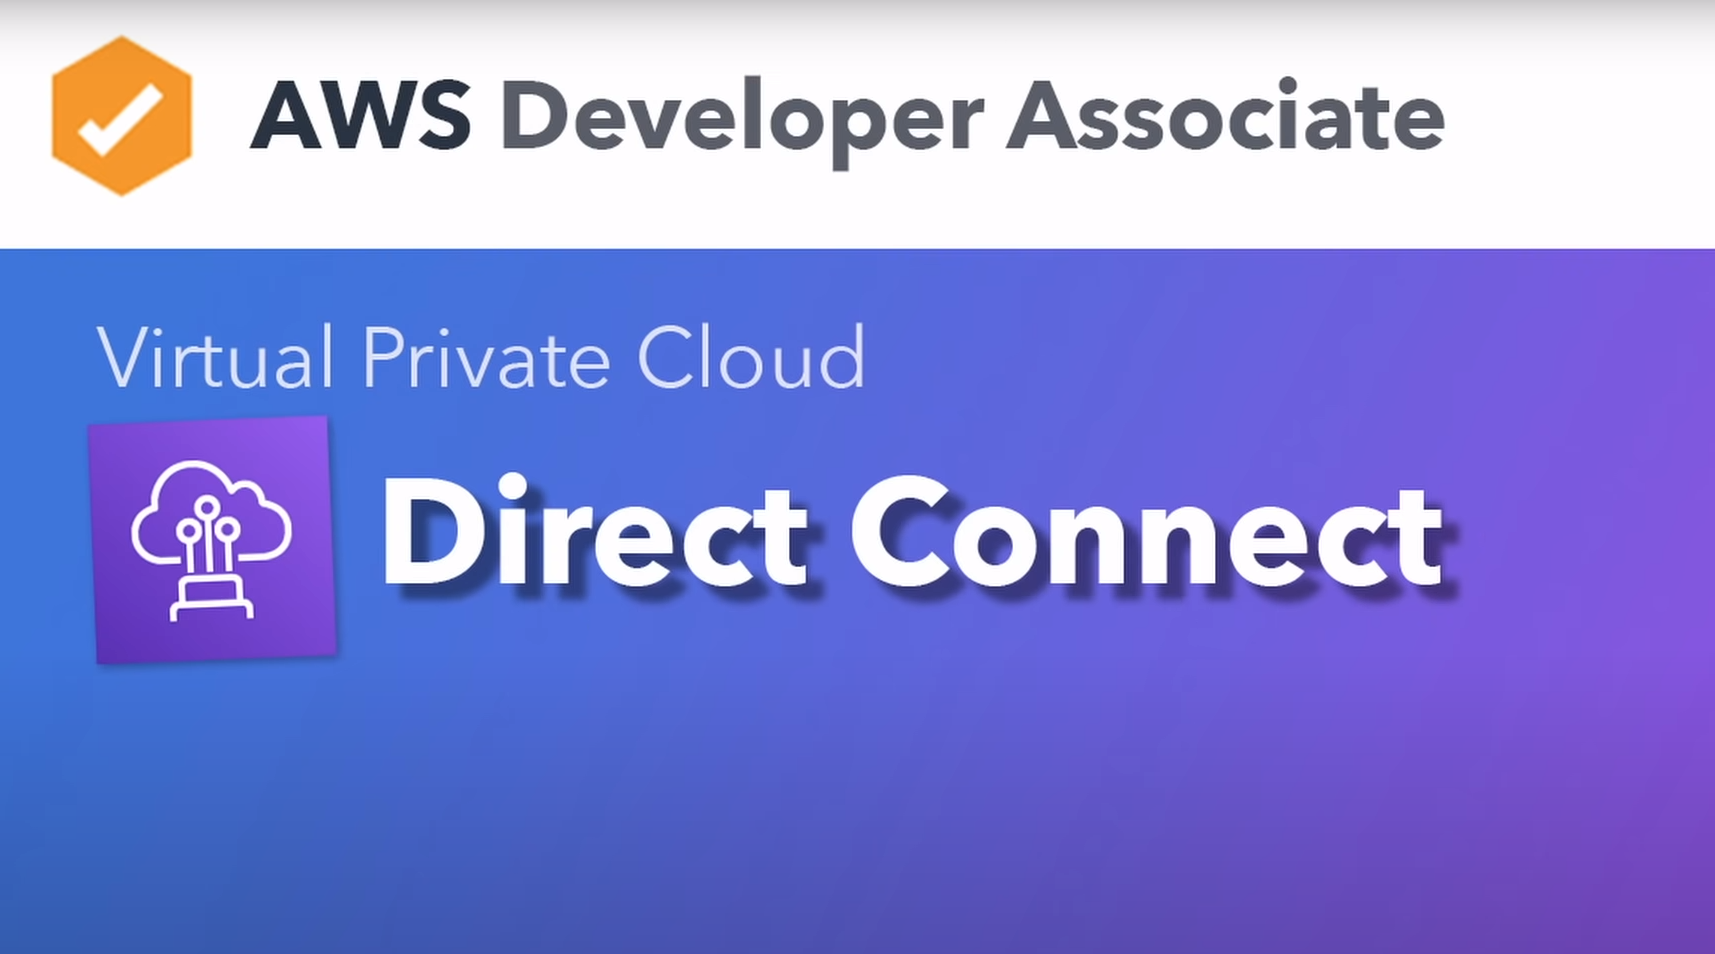 AWS Developer Associate
Virtual Private Cloud
Direct Connect